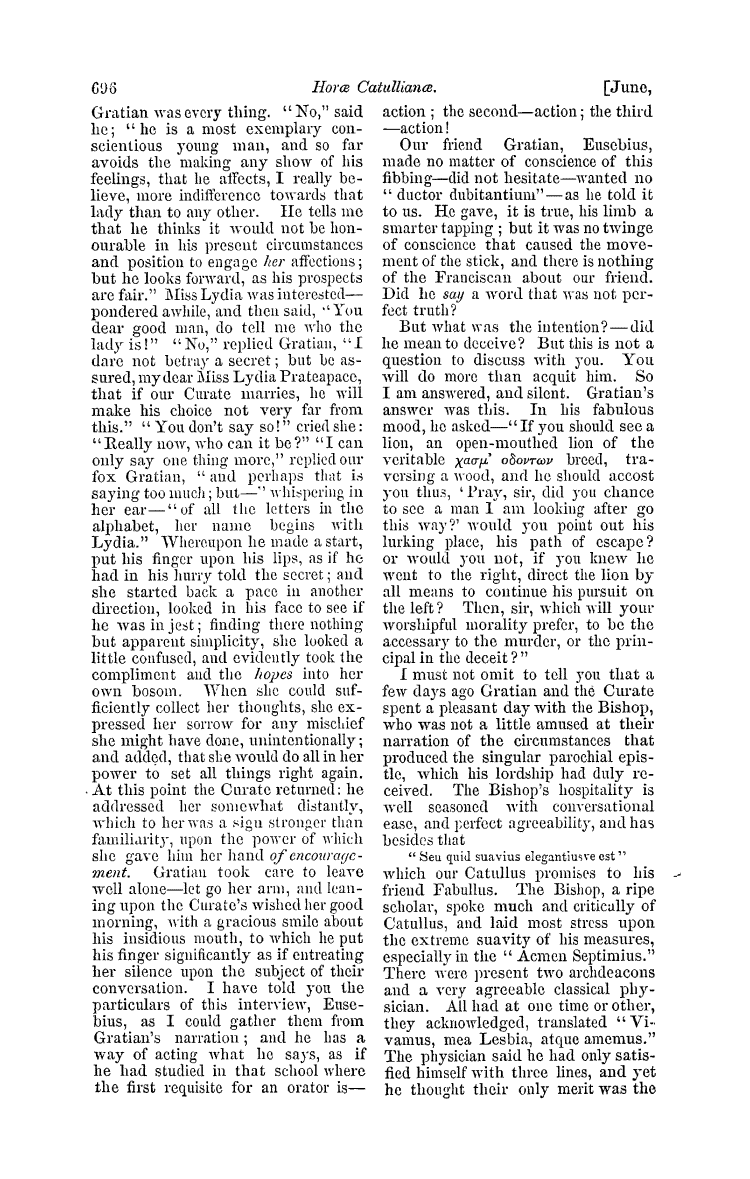 696 Horæ Catullianæ. [June,
Gratian was every thing. "No," said
he; "he is a most exemplary con-
scientious young man, and so far
avoids the making any show of his
feelings, that he affects, I really be-
lieve, more indifference towards that
lady than to any other. He tells me
that he thinks it would not be hon-
ourable in his present circumstances
and position to engage her affections;
but he looks forward, as his prospects
are fair." Miss Lydia was interested—
pondered awhile, and then said, "You
dear good man, do tell me who the
lady is!" "No," replied Gratian, "I
dare not betray a secret; but be as-
sured, my dear Miss Lydia Prateapace,
that if our Curate marries, he will
make his choice not very far from
this." "You don't say so!" cried she:
"Really now, who can it be?" "I can
only say one thing more," replied our
fox Gratian, "and perhaps that is
saying too much; but—" whispering in
her ear—"of all the letters in the
alphabet, her name begins with
Lydia." Whereupon he made a start,
put his finger upon his lips, as if he
had in his hurry told the secret; and
she started back a pace in another
direction, looked in his face to see if
he was in jest; finding there nothing
but apparent simplicity, she looked a
little confused, and evidently took the
compliment and the hopes into her
own bosom. When she could suf-
ficiently collect her thoughts, she ex-
pressed her sorrow for any mischief
she might have done, unintentionally;
and added, that she would do all in her
power to set all things right again.
At this point the Curate returned: he
addressed her somewhat distantly,
which to her was a sign stronger than
familiarity, upon the power of which
she gave him her hand of encourage-
ment. Gratian took care to leave
well alone—let go her arm, and lean-
ing upon the Curate's wished her good
morning, with a gracious smile about
his insidious mouth, to which he put
his finger significantly as if entreating
her silence upon the subject of their
conversation. I have told you the
particulars of this interview, Euse-
bius, as I could gather them from
Gratian's narration; and he has a
way of acting what he says, as if
he had studied in that school where
the first requisite for an orator is—
action; the second—action; the third
—action!
Our friend Gratian, Eusebius,
made no matter of conscience of this
fibbing—did not hesitate—wanted no
"ductor dubitantium"—as he told it
to us. He gave, it is true, his limb a
smarter tapping; but it was no twinge
of conscience that caused the move-
ment of the stick, and there is nothing
of the Franciscan about our friend.
Did he say a word that was not per-
fect truth?
But what was the intention?—did
he mean to deceive? But this is not a
question to discuss with you. You
will do more than acquit him. So
I am answered, and silent. Gratian's
answer was this. In his fabulous
mood, he asked—"If you should see a
lion, an open-mouthed lion of the
veritable χασμ' οδοντων breed, tra-
versing a wood, and he should accost
you thus, 'Pray, sir, did you chance
to see a man I am looking after go
this way?' would you point out his
lurking place, his path of escape?
or would you not, if you knew he
went to the right, direct the lion by
all means to continue his pursuit on
the left? Then, sir, which will your
worshipful morality prefer, to be the
accessary to the murder, or the prin-
cipal in the deceit?"
I must not omit to tell you that a
few days ago Gratian and the Curate
spent a pleasant day with the Bishop,
who was not a little amused at their
narration of the circumstances that
produced the singular parochial epis-
tle, which his lordship had duly re-
ceived. The Bishop's hospitality is
well seasoned with conversational
ease, and perfect agreeability, and has
besides that
"Seu quid suavius elegantiusve est"
which our Catullus promises to his
friend Fabullus. The Bishop, a ripe
scholar, spoke much and critically of
Catullus, and laid most stress upon
the extreme suavity of his measures,
especially in the "Acmen Septimius."
There were present two archdeacons
and a very agreeable classical phy-
sician. All had at one time or other,
they acknowledged, translated "Vi-
vamus, mea Lesbia, atque amemus."
The physician said he had only satis-
fied himself with three lines, and yet
he thought their only merit was the